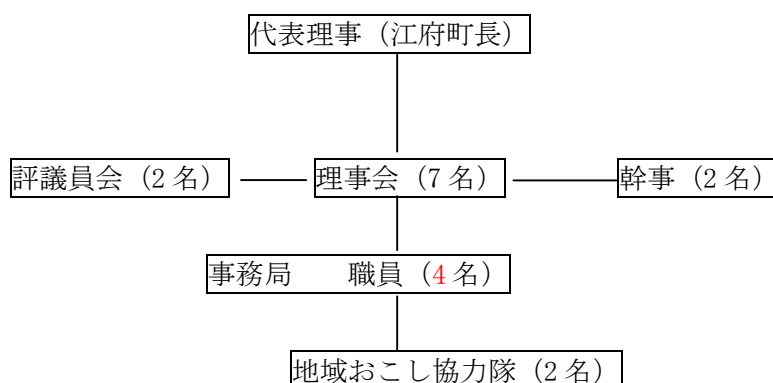 代表理事（江府町長）
評議員会（2 名） 理事会（7 名） 幹事（2 名）
事務局　　職員（4 名）
地域おこし協力隊（2 名）